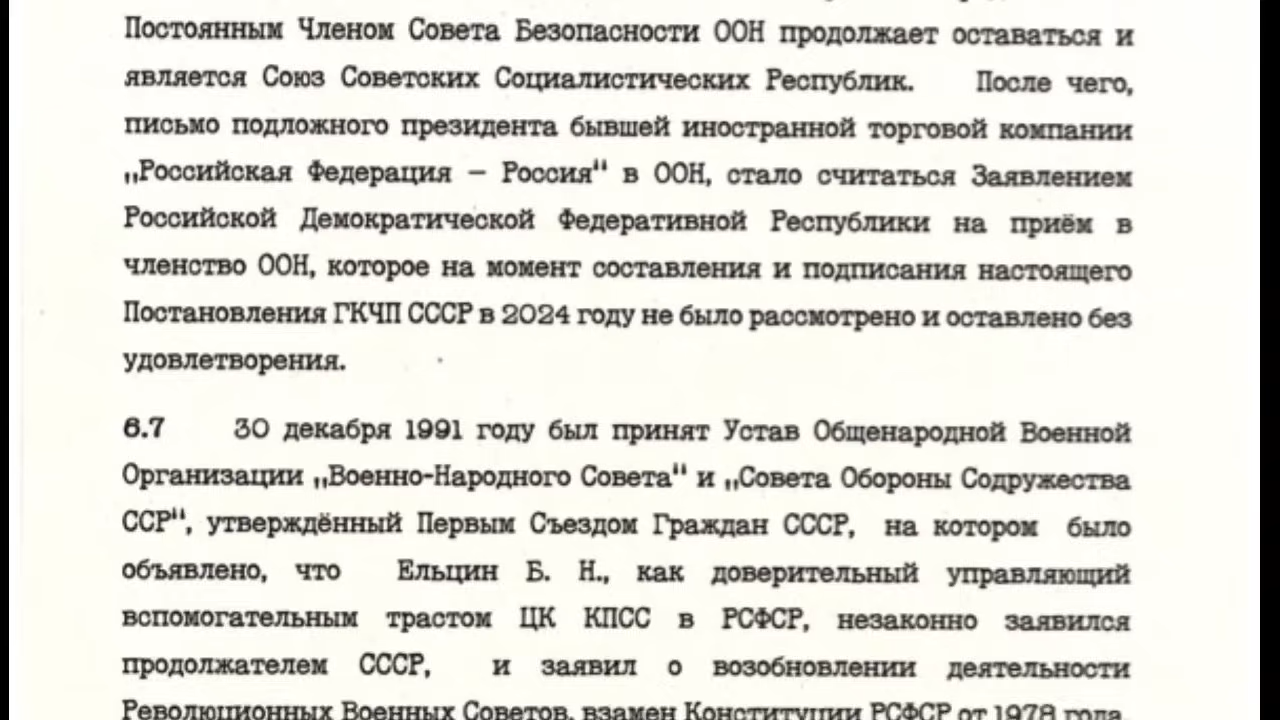 Постоянным Членом Совета Безопасности ООН продолжает оставаться и
является Союз Советских Социалистических Республик. После чего,
письмо подложного президента бывшей иностранной торговой компании
„Российская Федерация – Россия“ в ООН, стало считаться Заявлением
Российской Демократической Федеративной Республики на приём в
членство ООН, которое на момент составления и подписания настоящего
Постановления ГКЧП СССР в 2024 году не было рассмотрено и оставлено без
удовлетворения.
6.7 30 декабря 1991 году был принят Устав Общенародной Военной
Организации „Военно-Народного Совета“ и „Совета Обороны Содружества
ССР“, утверждённый Первым Съездом Граждан СССР, на котором было
объявлено, что Ельцин Б. Н., как доверительный управляющий
вспомогательным трастом ЦК КПСС в РСФСР, незаконно заявился
продолжателем СССР, и заявил о возобновлении деятельности
Революционных Военных Советов, взамен Конституции РСФСР от 1978 года,